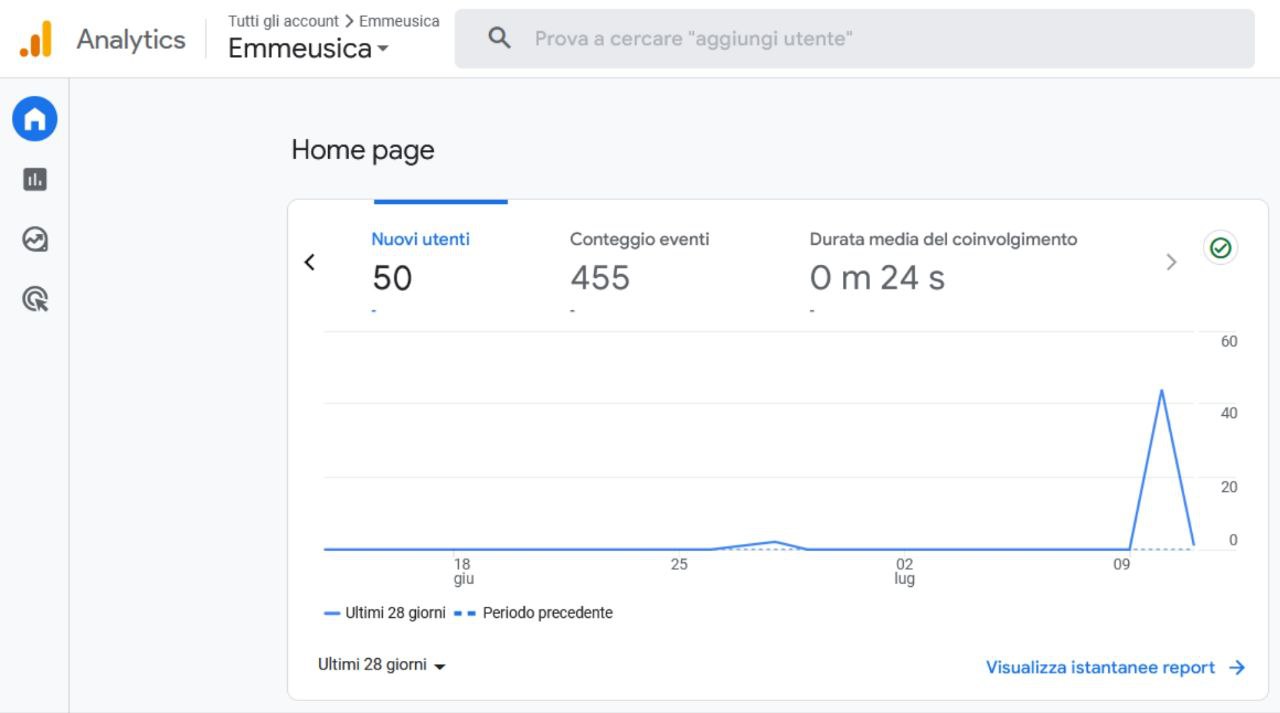 Analytics
Tutti gli account > Emmeusica
Emmeusica
Prova a cercare "aggiungi utente"
Home page
Nuovi utenti
50
-
Conteggio eventi
455
-
Durata media del coinvolgimento
0 m 24 s
-
60
40
20
0
18
giu
25
02
lug
09
Ultimi 28 giorni
Periodo precedente
Ultimi 28 giorni
Visualizza istantanee report